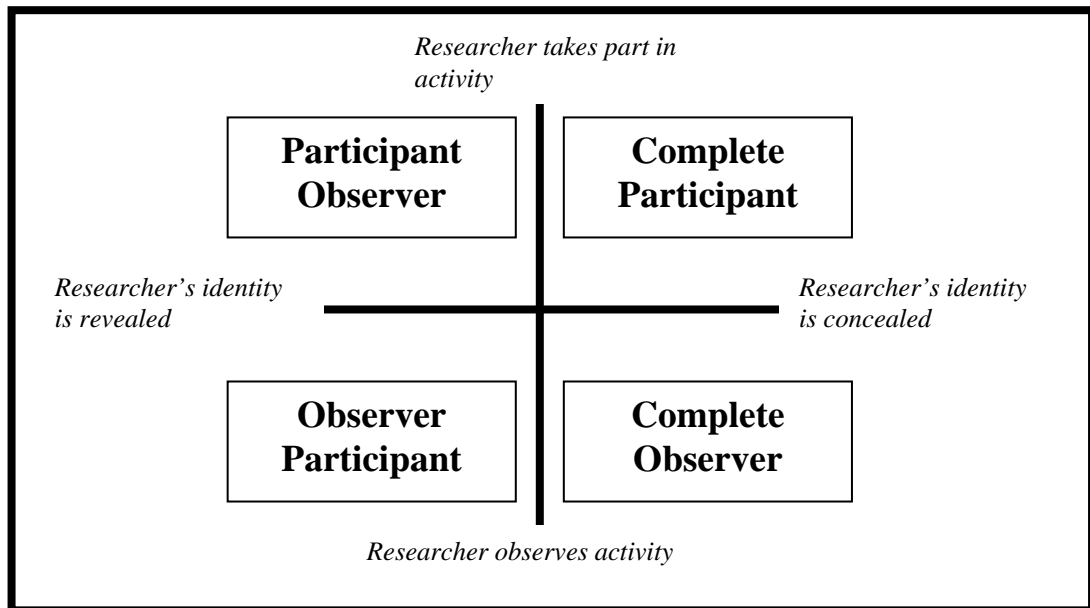 Researcher takes part in
activity
Participant
Observer
Complete
Participant
Researcher’s identity
is revealed
Researcher’s identity
is concealed
Observer
Participant
Complete
Observer
Researcher observes activity